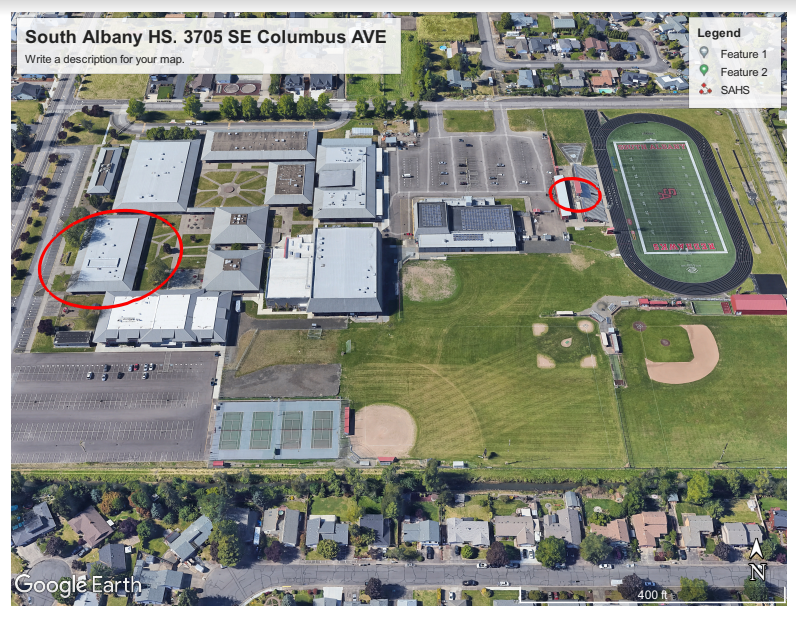 South Albany HS. 3705 SE Columbus AVE
Write a description for your map.
Legend
Feature 1
Feature 2
SAHS
Google Earth
N
400 ft